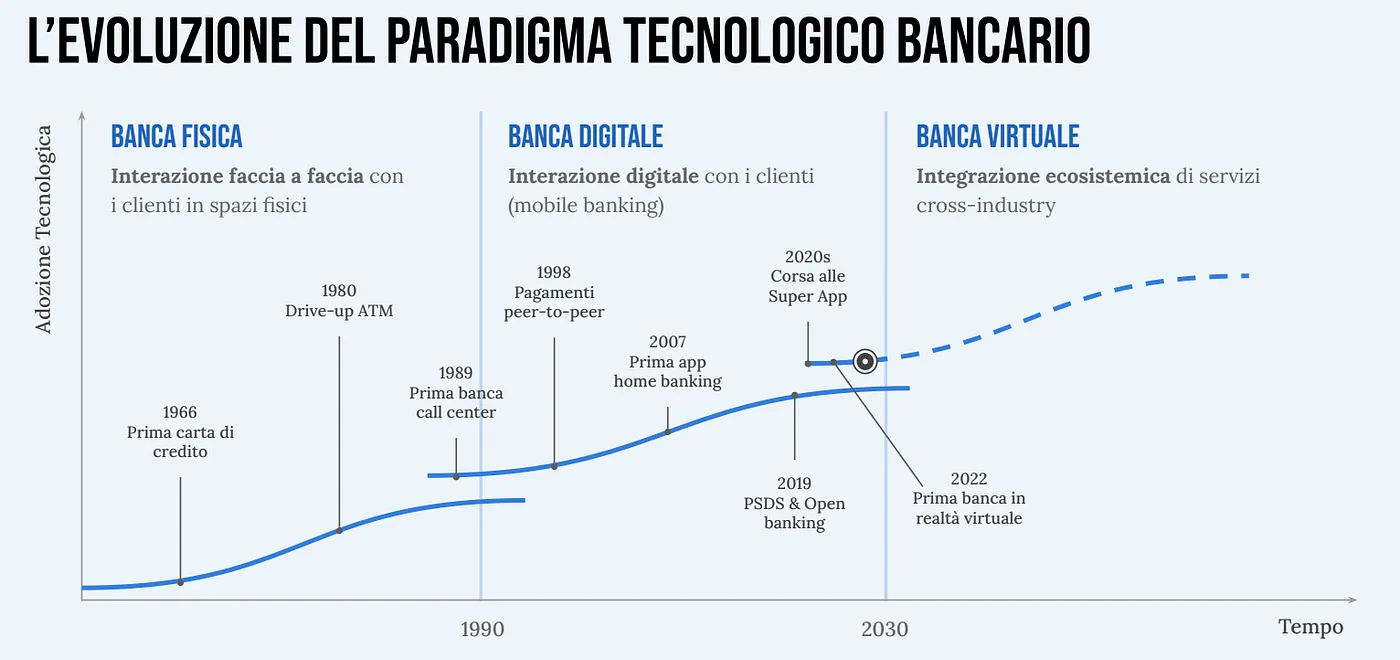 L'EVOLUZIONE DEL PARADIGMA TECNOLOGICO BANCARIO
Adozione Tecnologica
BANCA FISICA
Interazione faccia a faccia con
i clienti in spazi fisici
BANCA DIGITALE
Interazione digitale con i clienti
(mobile banking)
BANCA VIRTUALE
Integrazione ecosistemica di servizi
cross-industry
1966
Prima carta di
credito
1980
Drive-up ATM
1989
Prima banca
call center
1998
Pagamenti
peer-to-peer
2007
Prima app
home banking
2020s
Corsa alle
Super App
2019
PSDS & Open
banking
2022
Prima banca in
realtà virtuale
1990
2030
Tempo